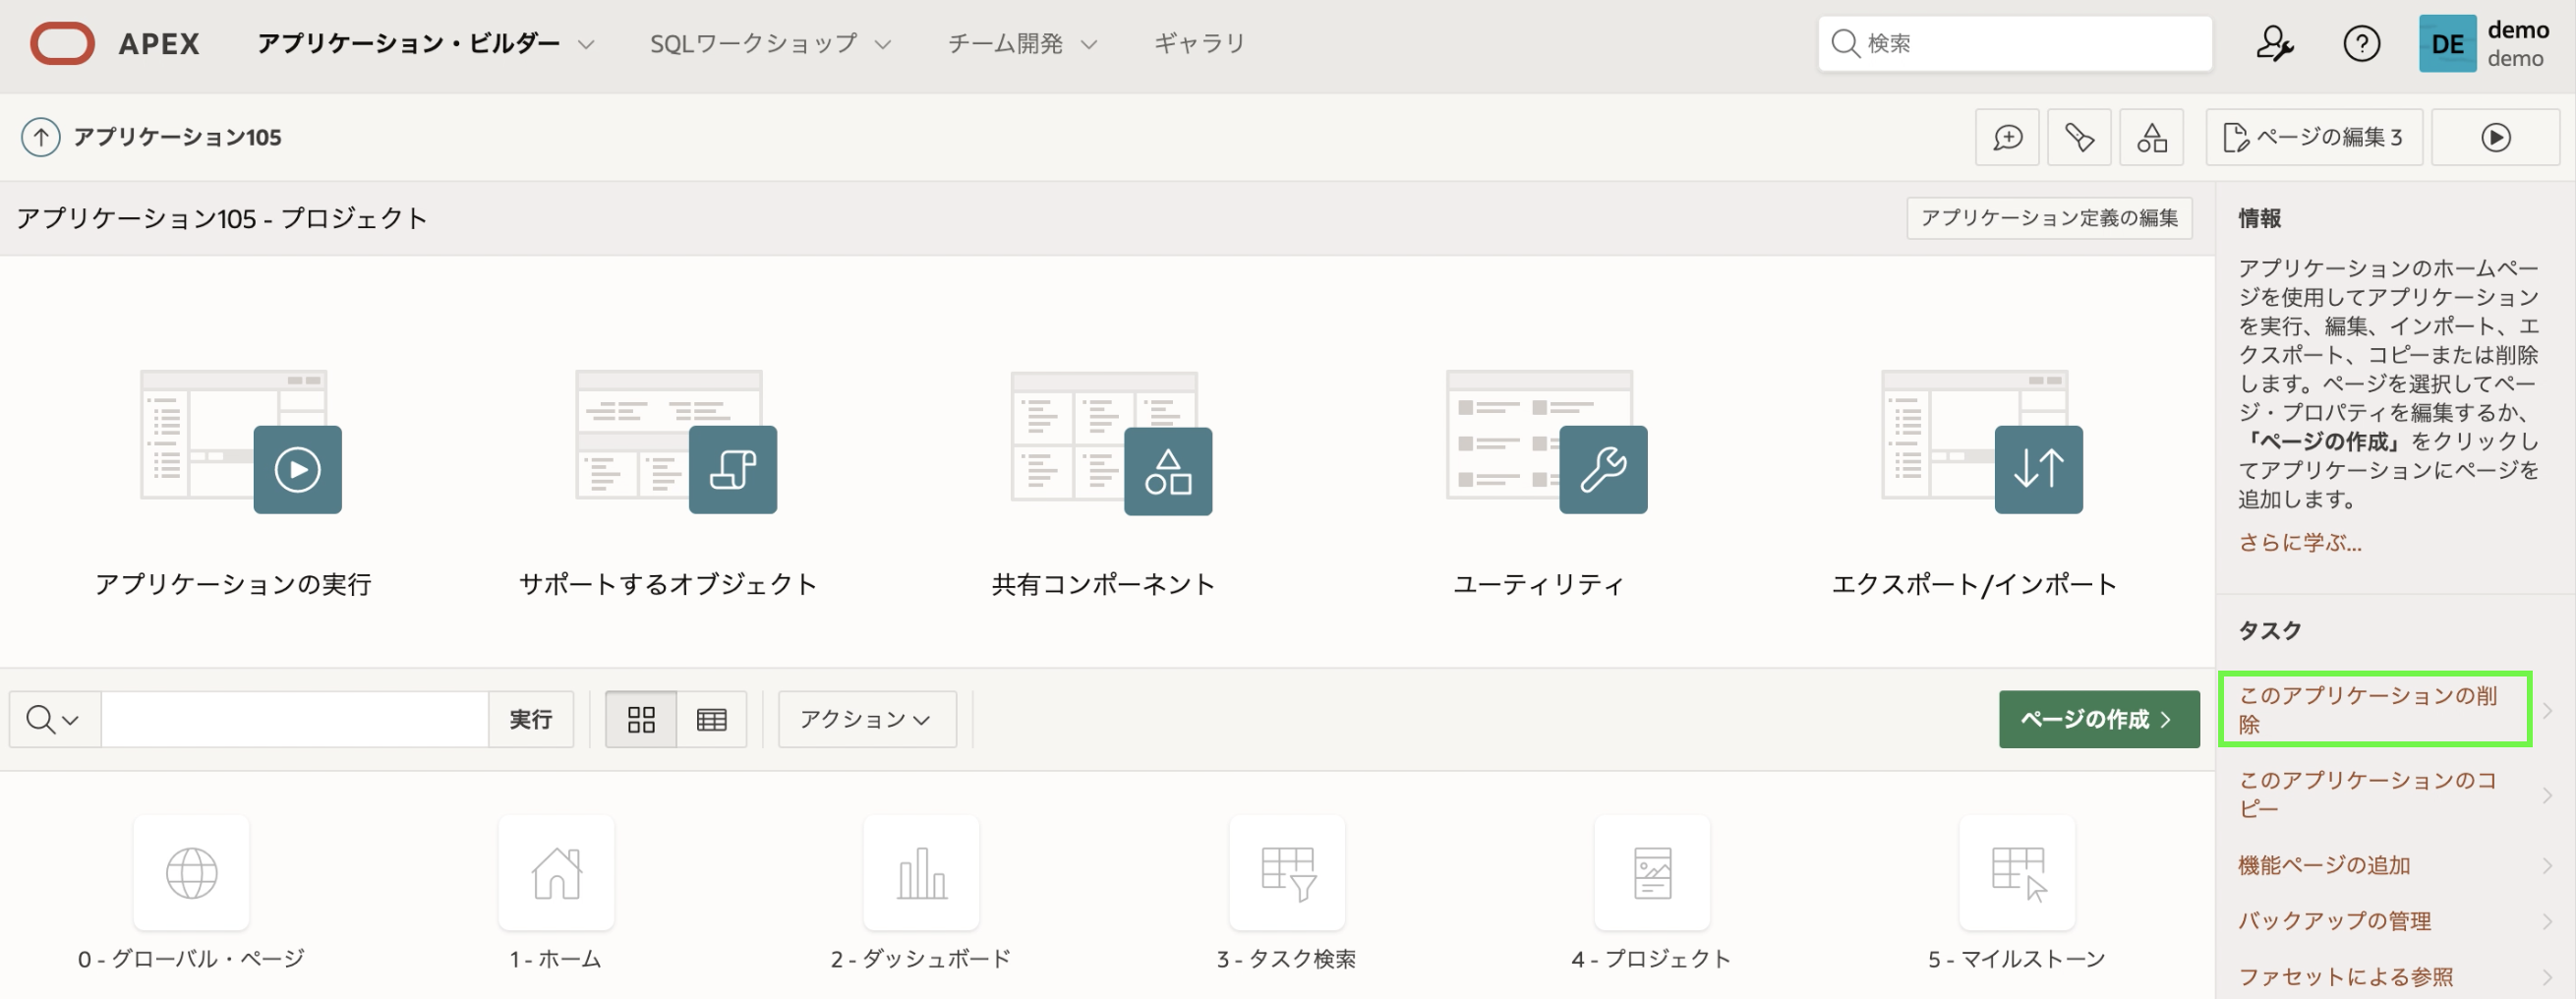 APEX
アプリケーション・ビルダー
SQLワークショップ
チーム開発
ギャラリ
検索
DE
demo
demo
アプリケーション105
ページの編集 3
アプリケーション105 - プロジェクト
アプリケーション定義の編集
アプリケーションの実行
サポートするオブジェクト
共有コンポーネント
ユーティリティ
エクスポート/インポート
実行
アクション
ページの作成
0 - グローバル・ページ
1 - ホーム
2 - ダッシュボード
3 - タスク検索
4 - プロジェクト
5 - マイルストーン
情報
アプリケーションのホームペー
ジを使用してアプリケーション
を実行、編集、インポート、エ
クスポート、コピーまたは削除
します。ページを選択してペー
ジ・プロパティを編集するか、
「ページの作成」をクリックし
てアプリケーションにページを
追加します。
さらに学ぶ...
タスク
このアプリケーションの削
除
このアプリケーションのコ
ピー
機能ページの追加
バックアップの管理
ファセットによる参照